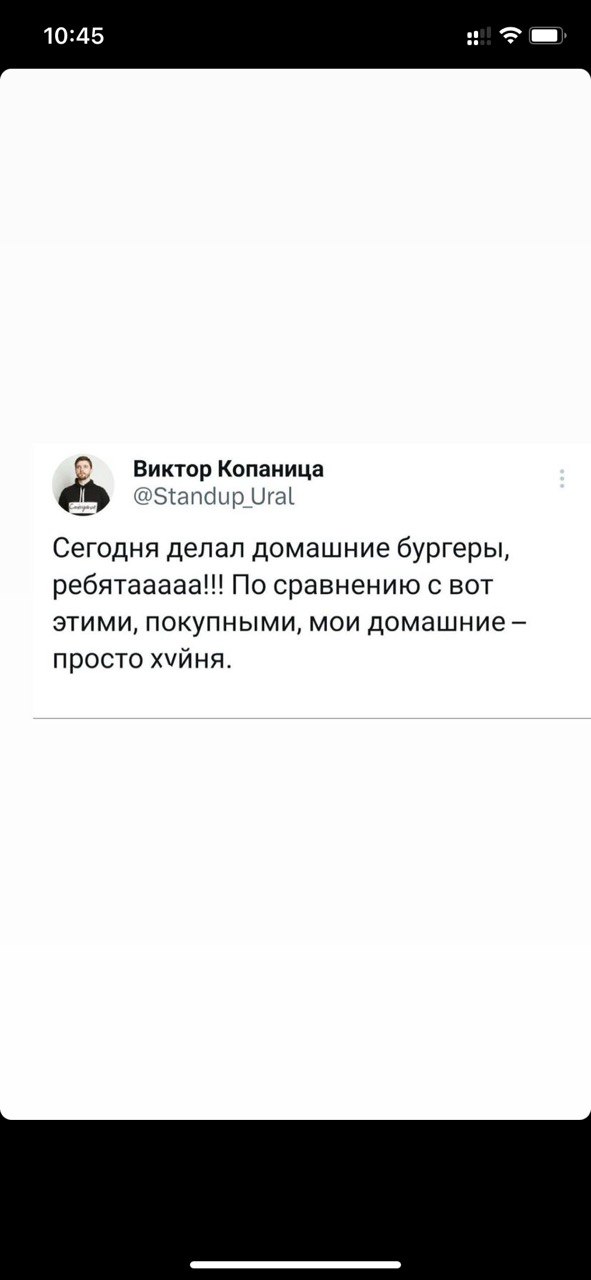 10:45
Виктор Копаница
@Standup_Ural
Сегодня делал домашние бургеры,
ребятааааа!!! По сравнению с вот
этими, покупными, мои домашние –
просто хvйня.